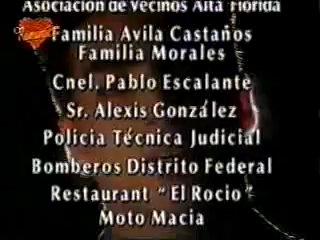 Asociación de Vecinos Alta Florida
Familia Avila Castaños
Familia Morales
Cnel. Pablo Escalante
Sr. Alexis González
Policia Técnica Judicial
Bomberos Distrito Federal
Restaurant "El Rocio"
Moto Macia